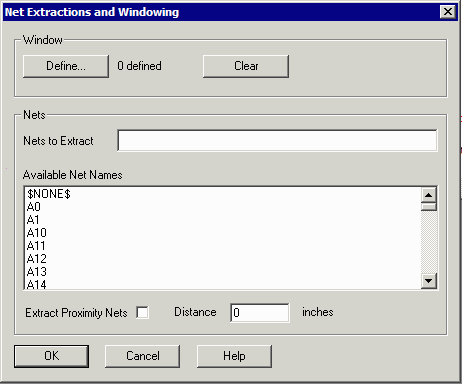 Net Extractions and Windowing
Window
Define... 0 defined Clear
Nets
Nets to Extract
Available Net Names
$NONE$
A0
A1
A10
A11
A12
A13
A14
Extract Proximity Nets Distance 0 inches
OK Cancel Help